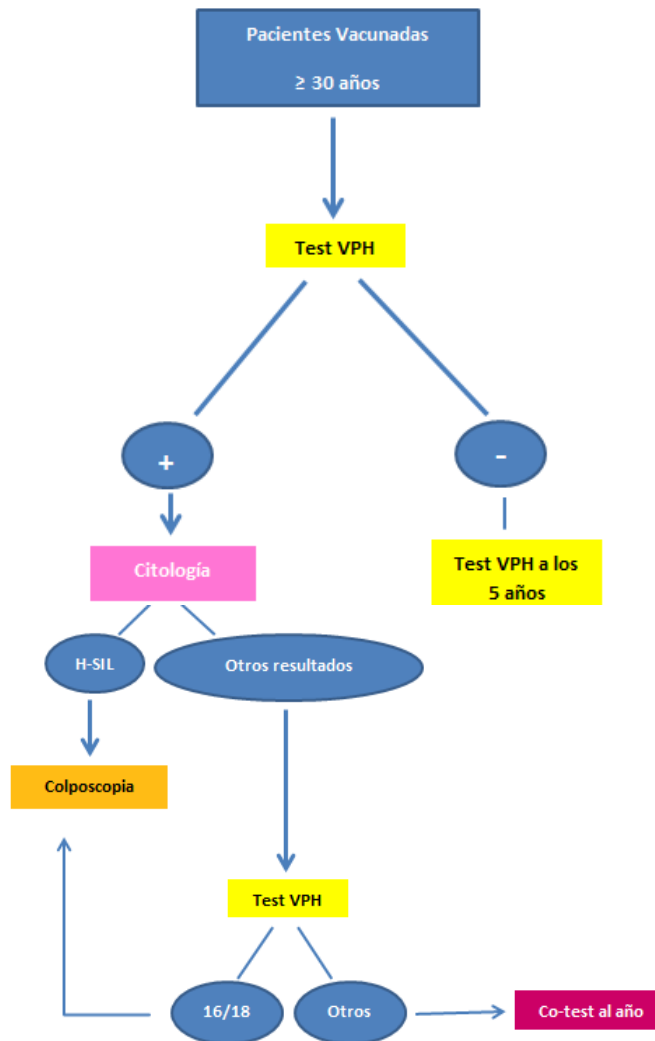 Pacientes Vacunadas
≥ 30 años
Test VPH
+
-
Citología
Test VPH a los
5 años
H-SIL
Otros resultados
Colposcopia
Test VPH
16/18
Otros
Co-test al año